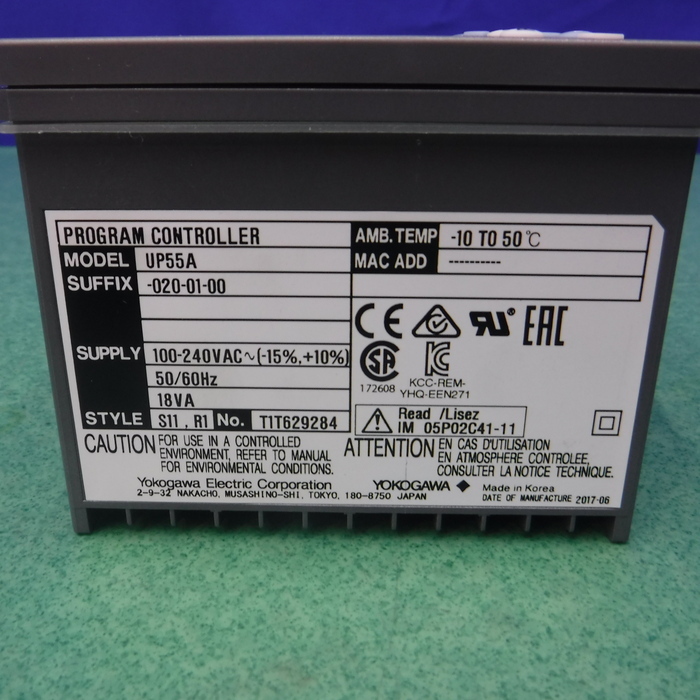 PROGRAM CONTROLLER
MODEL UP55A
SUFFIX -020-01-00
SUPPLY 100-240VAC～(-15%,+10%)
50/60Hz
18VA
STYLE S11 , R1 No. T1T629284
AMB.TEMP -10 TO 50℃
MAC ADD ----------
CE RU EAC
SA KC
172608 KCC-REM-
YHQ-EEN271
Read /Lisez
IM 05P02C41-11
CAUTION FOR USE IN A CONTROLLED
ENVIRONMENT, REFER TO MANUAL
FOR ENVIRONMENTAL CONDITIONS.
ATTENTION EN CAS D'UTILISATION
EN ATMOSPHERE CONTROLEE,
CONSULTER LA NOTICE TECHNIQUE.
Yokogawa Electric Corporation
2-9-32 NAKACHO, MUSASHINO-SHI, TOKYO, 180-8750 JAPAN
YOKOGAWA ◆ Made in Korea
DATE OF MANUFACTURE 2017-06